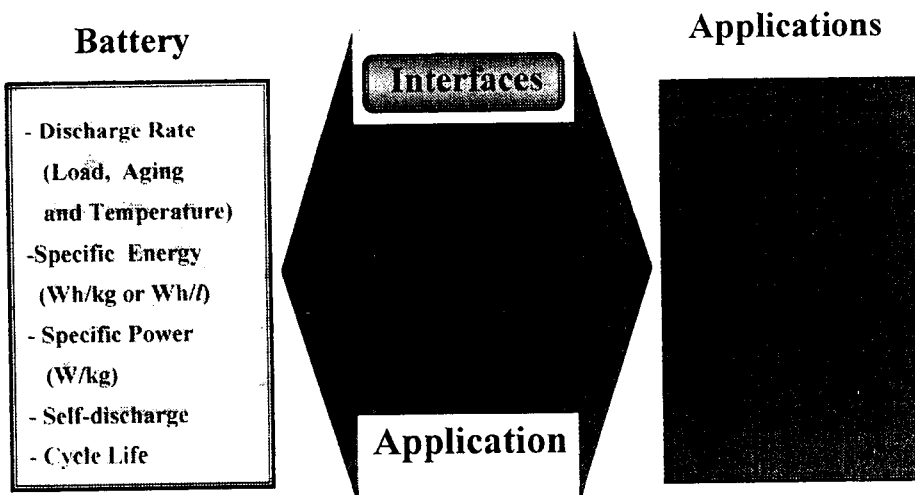 Battery
- Discharge Rate
(Load, Aging
and Temperature)
-Specific Energy
(Wh/kg or Wh/l)
- Specific Power
(W/kg)
- Self-discharge
- Cycle Life
Interfaces
Application
Applications